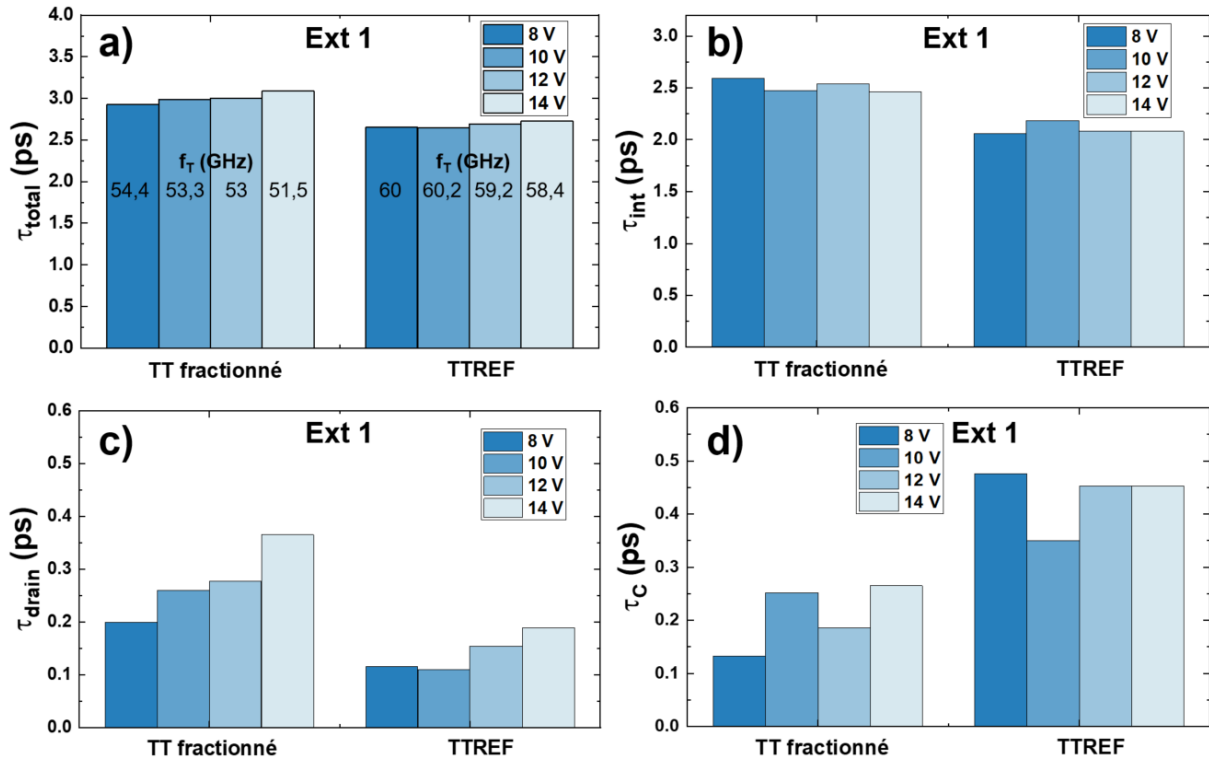 a)
Ext 1
8 V
10 V
12 V
14 V
4.0
3.5
3.0
2.5
2.0
1.5
1.0
0.5
0.0
τtotal (ps)
fT (GHz)
54,4
53,3
53
51,5
fT (GHz)
60
60,2
59,2
58,4
TT fractionné
TTREF
b)
Ext 1
8 V
10 V
12 V
14 V
3.0
2.5
2.0
1.5
1.0
0.5
0.0
τint (ps)
TT fractionné
TTREF
c)
Ext 1
8 V
10 V
12 V
14 V
0.6
0.5
0.4
0.3
0.2
0.1
0.0
τdrain (ps)
TT fractionné
TTREF
d)
8 V
10 V
12 V
14 V
Ext 1
0.6
0.5
0.4
0.3
0.2
0.1
0.0
τC (ps)
TT fractionné
TTREF